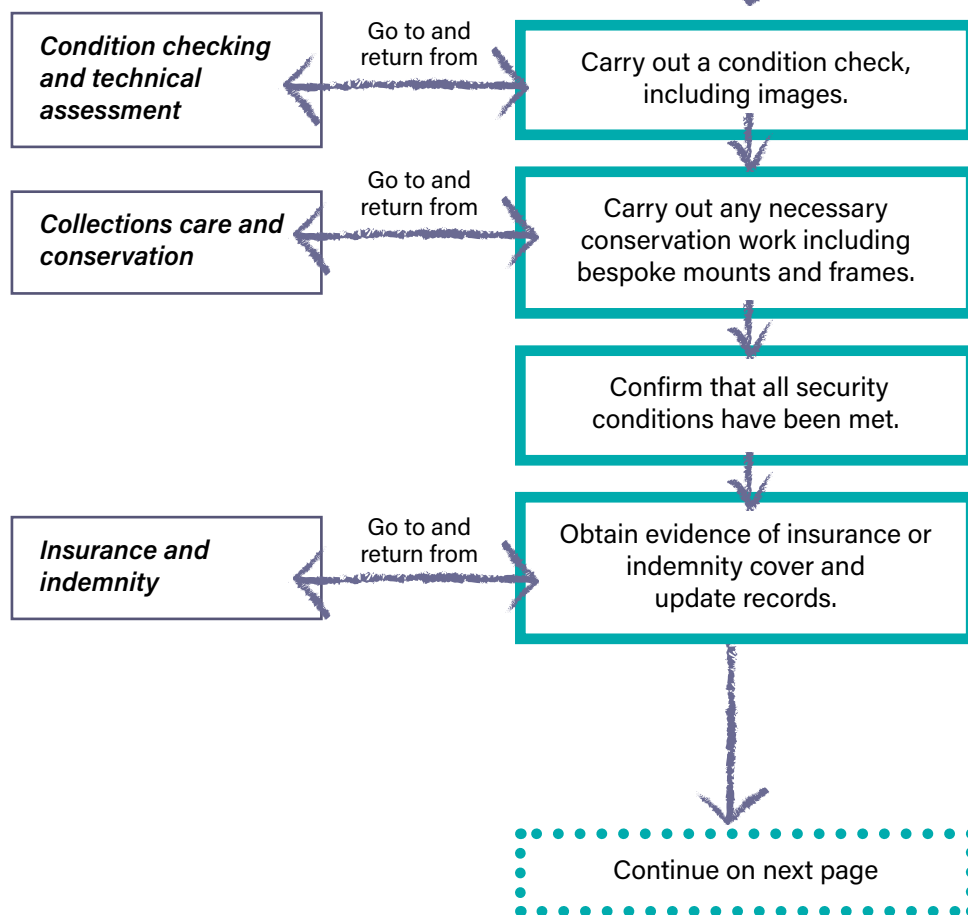 Condition checking
and technical
assessment
Go to and
return from
Carry out a condition check,
including images.
Collections care and
conservation
Go to and
return from
Carry out any necessary
conservation work including
bespoke mounts and frames.
Confirm that all security
conditions have been met.
Insurance and
indemnity
Go to and
return from
Obtain evidence of insurance or
indemnity cover and
update records.
Continue on next page